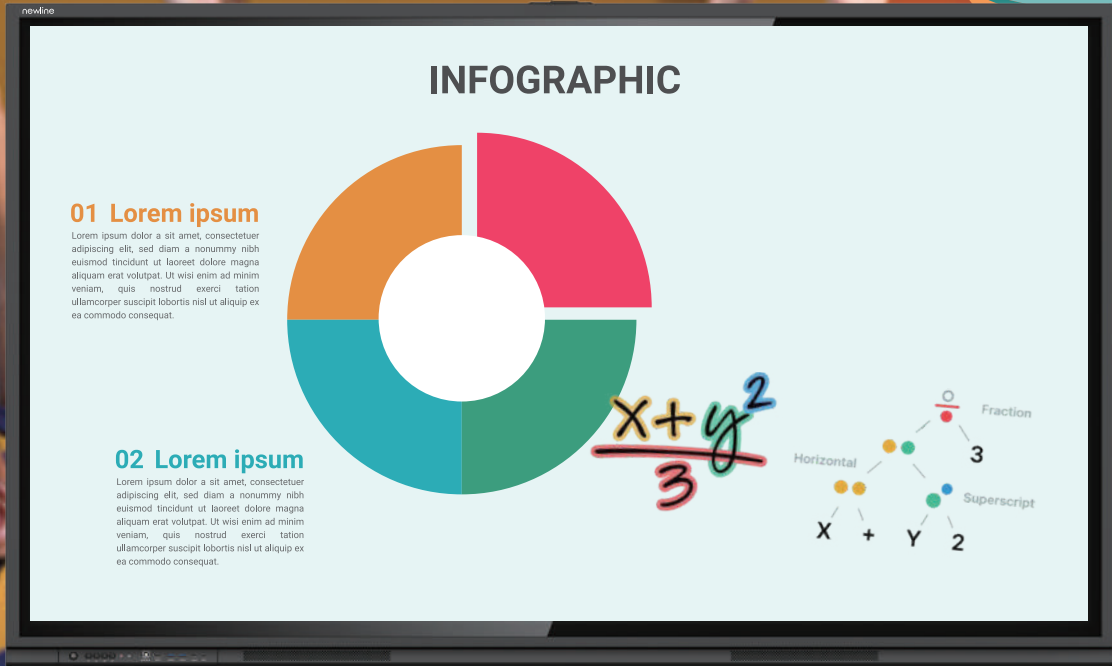 newline
INFOGRAPHIC
01 Lorem ipsum
Lorem ipsum dolor a sit amet, consectetuer
adipiscing elit, sed diam a nonummy nibh
euismod tincidunt ut laoreet dolore magna
aliquam erat volutpat. Ut wisi enim ad minim
veniam, quis nostrud exerci tation
ullamcorper suscipit lobortis nisl ut aliquip ex
ea commodo consequat.
02 Lorem ipsum
Lorem ipsum dolor a sit amet, consectetuer
adipiscing elit, sed diam a nonummy nibh
euismod tincidunt ut laoreet dolore magna
aliquam erat volutpat. Ut wisi enim ad minim
veniam, quis nostrud exerci tation
ullamcorper suscipit lobortis nisl ut aliquip ex
ea commodo consequat.
x+y²
3
Fraction
3
Horizontal
Superscript
X + Y 2